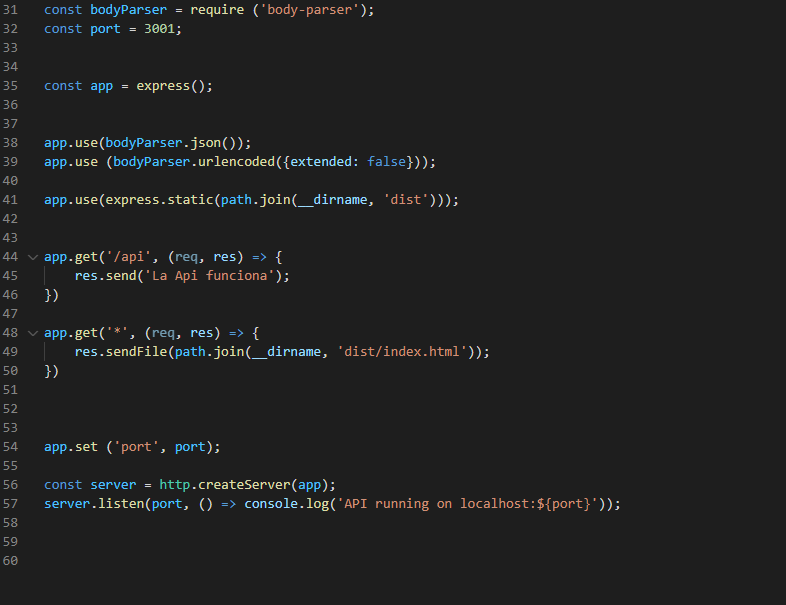 31 const bodyParser = require ('body-parser');
32 const port = 3001;
33
34
35 const app = express();
36
37
38 app.use(bodyParser.json());
39 app.use (bodyParser.urlencoded({extended: false}));
40
41 app.use(express.static(path.join(__dirname, 'dist')));
42
43
44 app.get('/api', (req, res) => {
45     res.send('La Api funciona');
46 })
47
48 app.get('*', (req, res) => {
49     res.sendFile(path.join(__dirname, 'dist/index.html'));
50 })
51
52
53
54 app.set ('port', port);
55
56 const server = http.createServer(app);
57 server.listen(port, () => console.log('API running on localhost:${port}'));
58
59
60